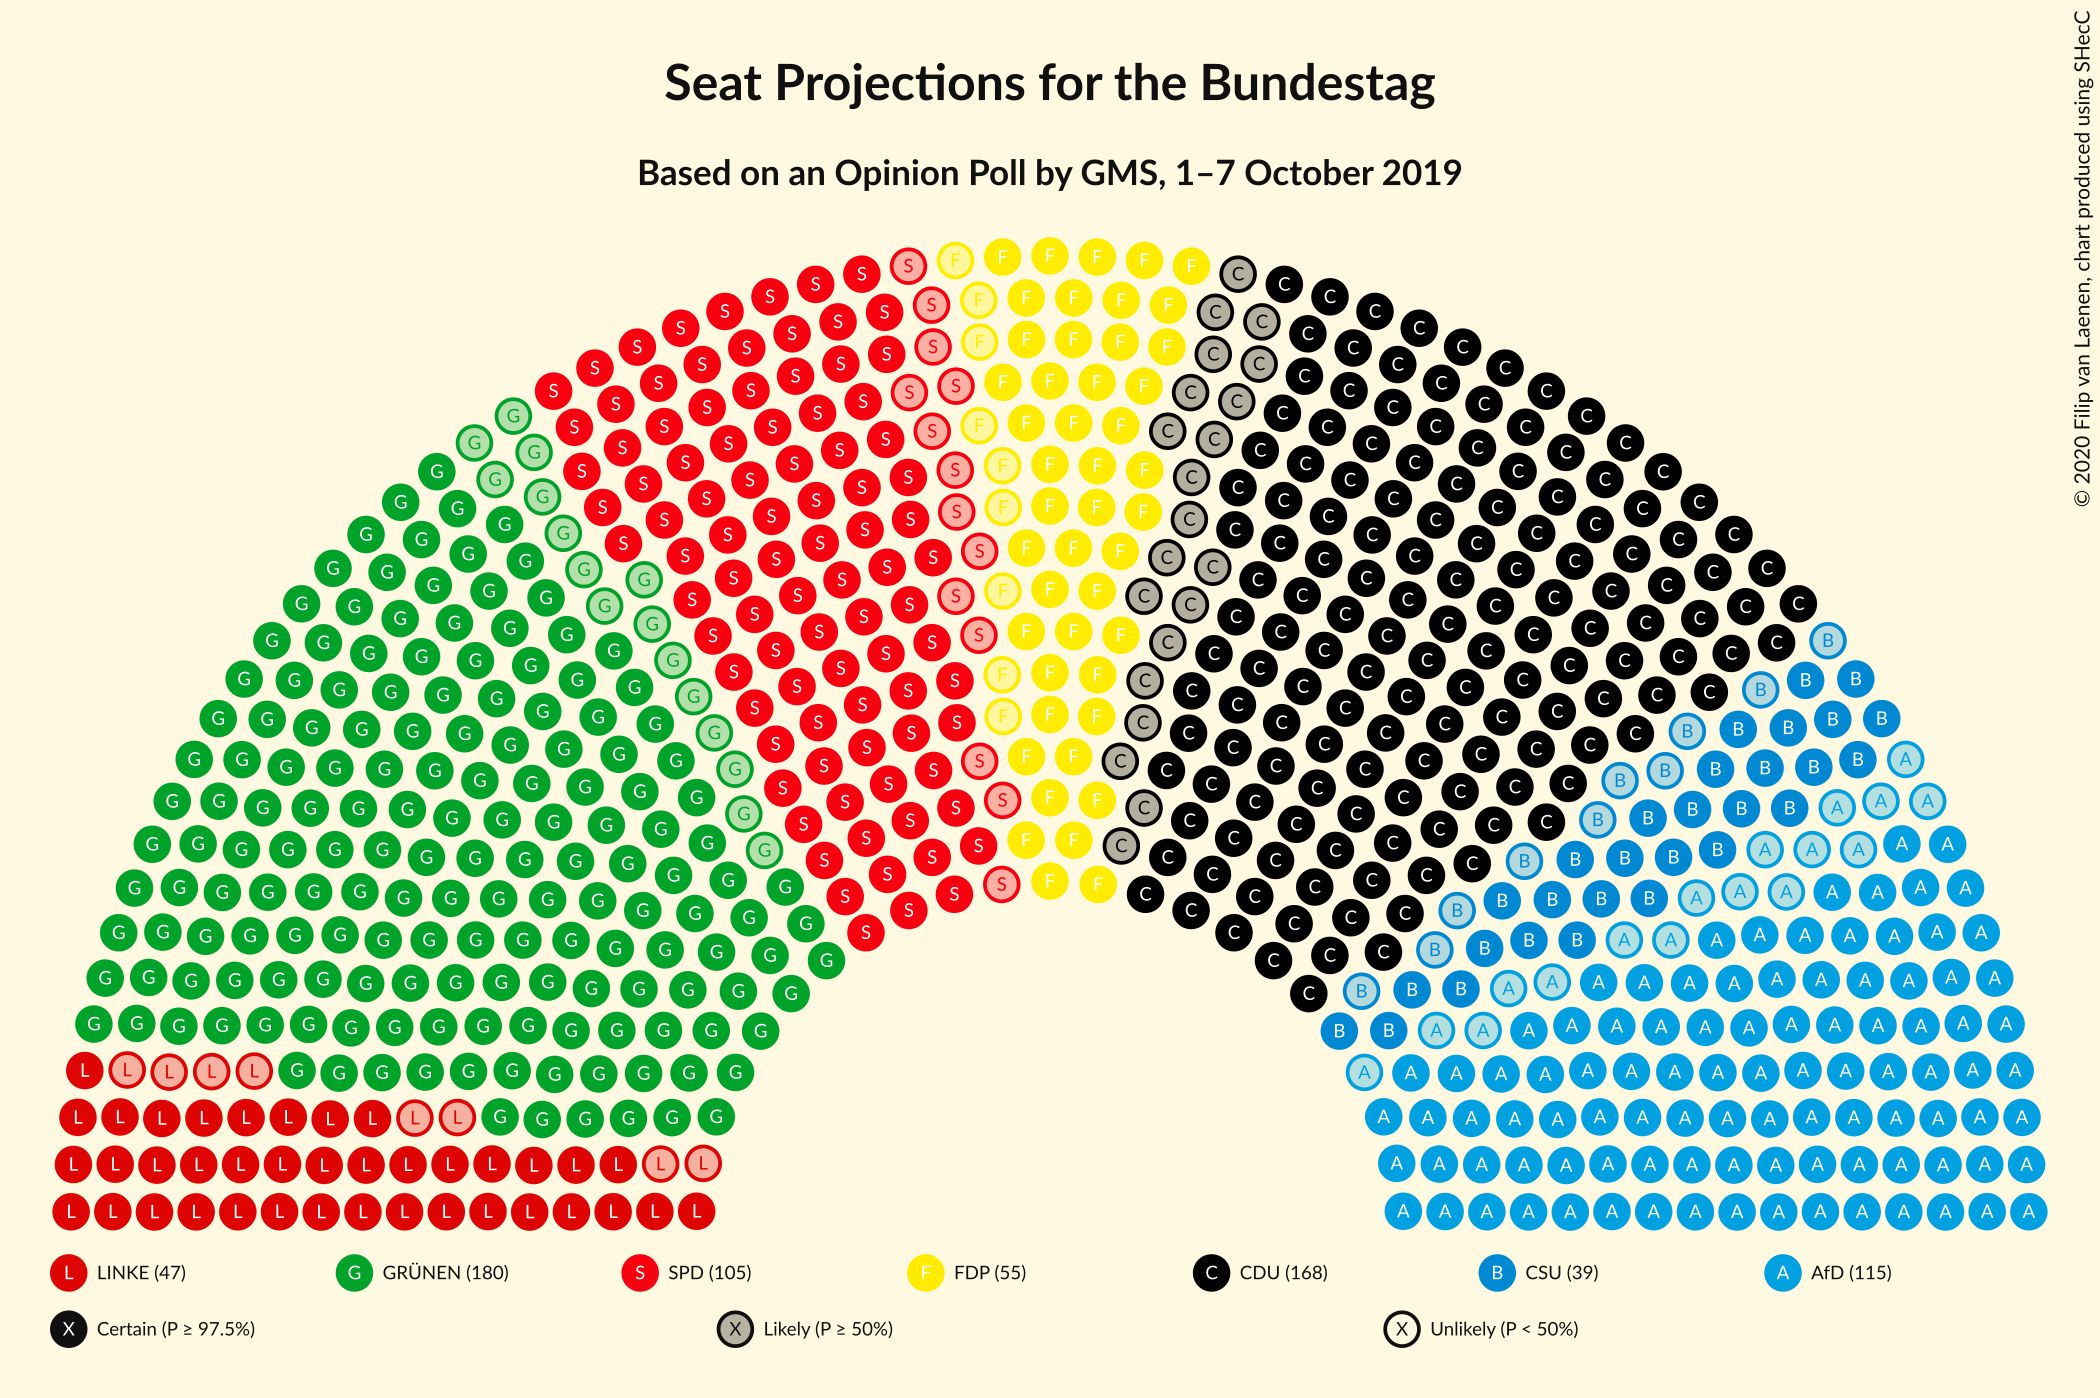 Seat Projections for the Bundestag
Based on an Opinion Poll by GMS, 1–7 October 2019
© 2020 Filip van Laenen, chart produced using SHecC
L LINKE (47) G GRÜNEN (180) S SPD (105) F FDP (55) C CDU (168) B CSU (39) A AfD (115)
X Certain (P ≥ 97.5%) X Likely (P ≥ 50%) X Unlikely (P < 50%)